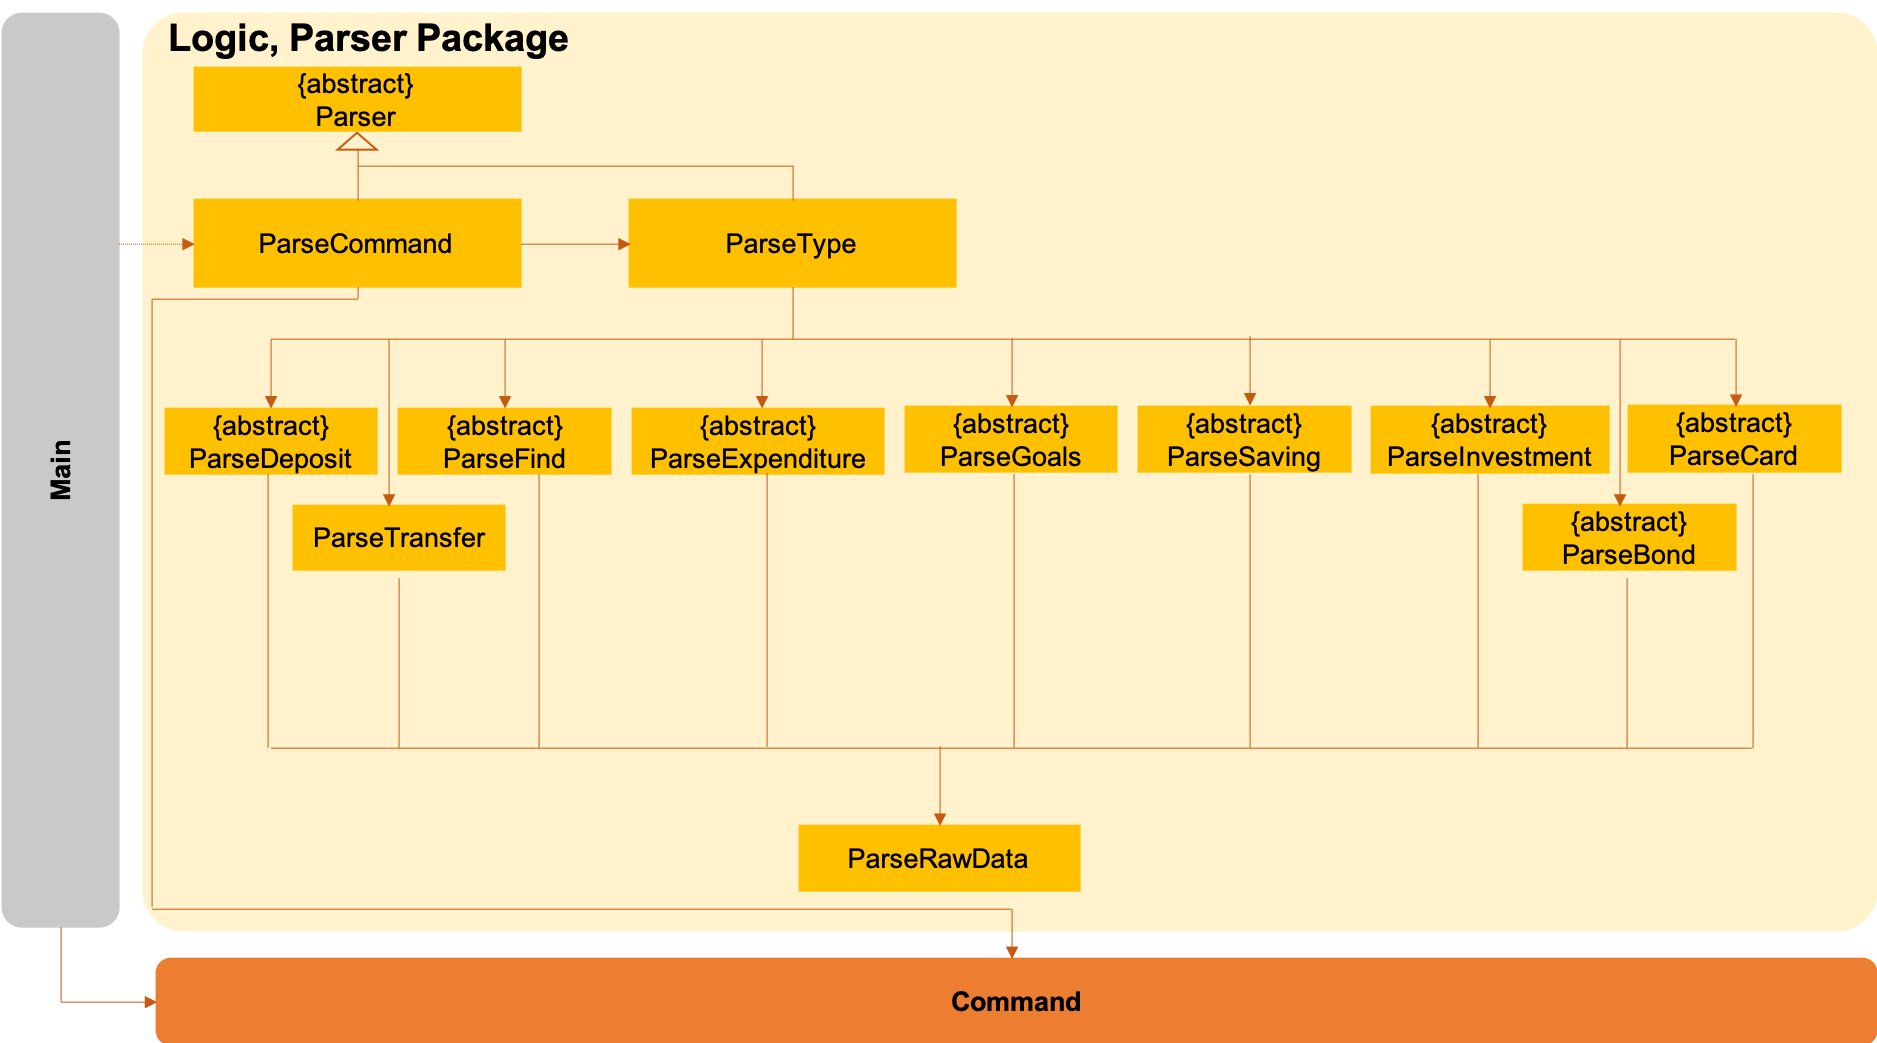 Logic, Parser Package
{abstract}
Parser
ParseCommand
ParseType
Main
{abstract}
ParseDeposit
{abstract}
ParseFind
{abstract}
ParseExpenditure
{abstract}
ParseGoals
{abstract}
ParseSaving
{abstract}
ParseInvestment
{abstract}
ParseCard
ParseTransfer
{abstract}
ParseBond
ParseRawData
Command